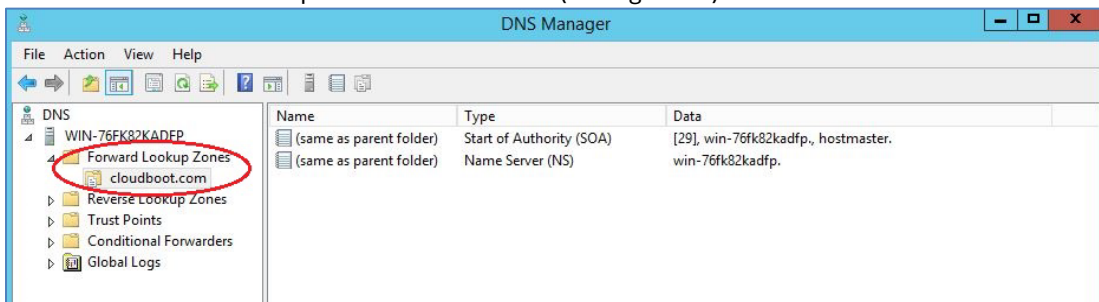 DNS Manager
File Action View Help
DNS
WIN-76FK82KADFP
Forward Lookup Zones
cloudboot.com
Reverse Lookup Zones
Trust Points
Conditional Forwarders
Global Logs
Name Type Data
(same as parent folder) Start of Authority (SOA) [29], win-76fk82kadfp., hostmaster.
(same as parent folder) Name Server (NS) win-76fk82kadfp.